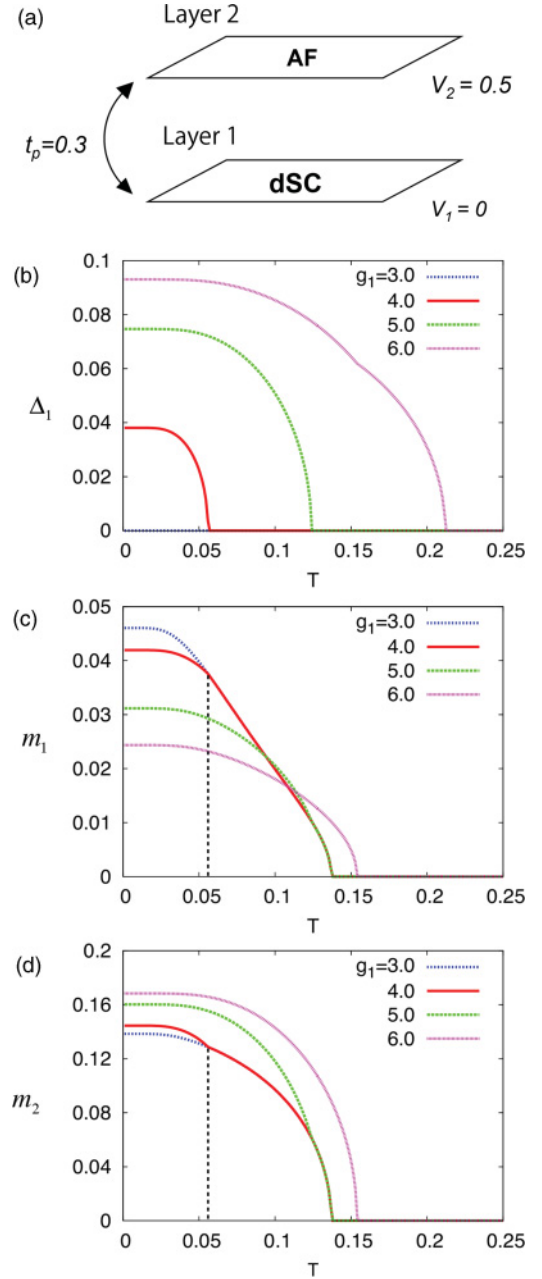 (a)
Layer 2
AF
V₂ = 0.5
tₚ=0.3
Layer 1
dSC
V₁ = 0
(b)
0.1
0.08
0.06
0.04
0.02
0
Δ₁
g₁=3.0
4.0
5.0
6.0
0 0.05 0.1 0.15 0.2 0.25
T
(c)
0.05
0.04
0.03
0.02
0.01
0
m₁
g₁=3.0
4.0
5.0
6.0
0 0.05 0.1 0.15 0.2 0.25
T
(d)
0.2
0.16
0.12
0.08
0.04
0
m₂
g₁=3.0
4.0
5.0
6.0
0 0.05 0.1 0.15 0.2 0.25
T